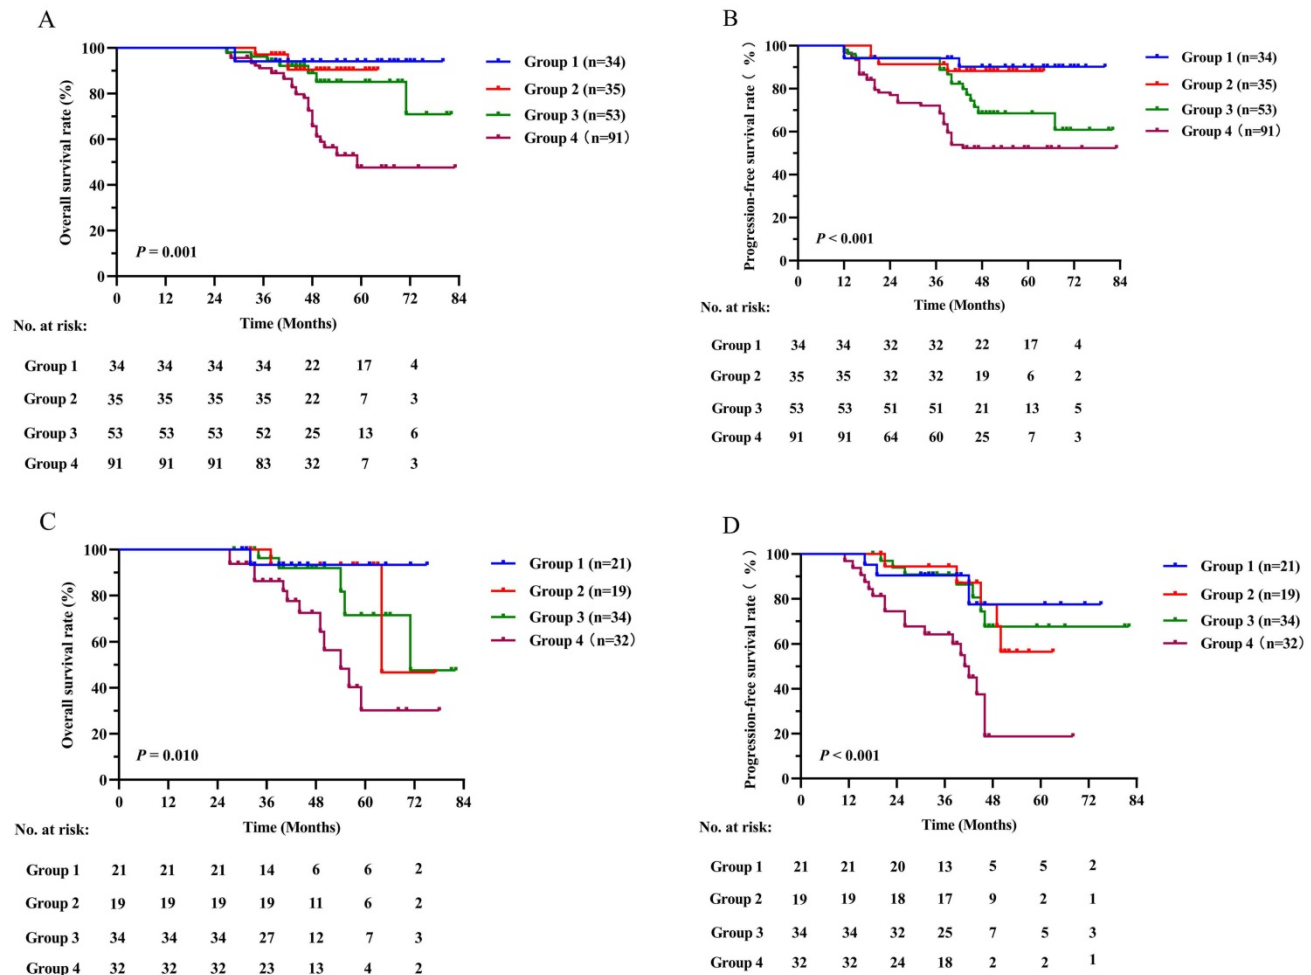 A
Overall survival rate (%)
100
80
60
40
20
0
P = 0.001
Group 1 (n=34)
Group 2 (n=35)
Group 3 (n=53)
Group 4（n=91）
0 12 24 36 48 60 72 84
Time (Months)
No. at risk:
Group 1 34 34 34 34 22 17 4
Group 2 35 35 35 35 22 7 3
Group 3 53 53 53 52 25 13 6
Group 4 91 91 91 83 32 7 3
B
Progression-free survival rate（ %）
100
80
60
40
20
0
P < 0.001
Group 1 (n=34)
Group 2 (n=35)
Group 3 (n=53)
Group 4（n=91）
0 12 24 36 48 60 72 84
Time (Months)
Group 1 34 34 32 32 22 17 4
Group 2 35 35 32 32 19 6 2
Group 3 53 53 51 51 21 13 5
Group 4 91 91 64 60 25 7 3
C
Overall survival rate (%)
100
80
60
40
20
0
P = 0.010
Group 1 (n=21)
Group 2 (n=19)
Group 3 (n=34)
Group 4（n=32）
0 12 24 36 48 60 72 84
Time (Months)
No. at risk:
Group 1 21 21 21 14 6 6 2
Group 2 19 19 19 19 11 6 2
Group 3 34 34 34 27 12 7 3
Group 4 32 32 32 23 13 4 2
D
Progression-free survival rate（ %）
100
80
60
40
20
0
P < 0.001
Group 1 (n=21)
Group 2 (n=19)
Group 3 (n=34)
Group 4（n=32）
0 12 24 36 48 60 72 84
Time (Months)
Group 1 21 21 20 13 5 5 2
Group 2 19 19 18 17 9 2 1
Group 3 34 34 32 25 7 5 3
Group 4 32 32 24 18 2 2 1